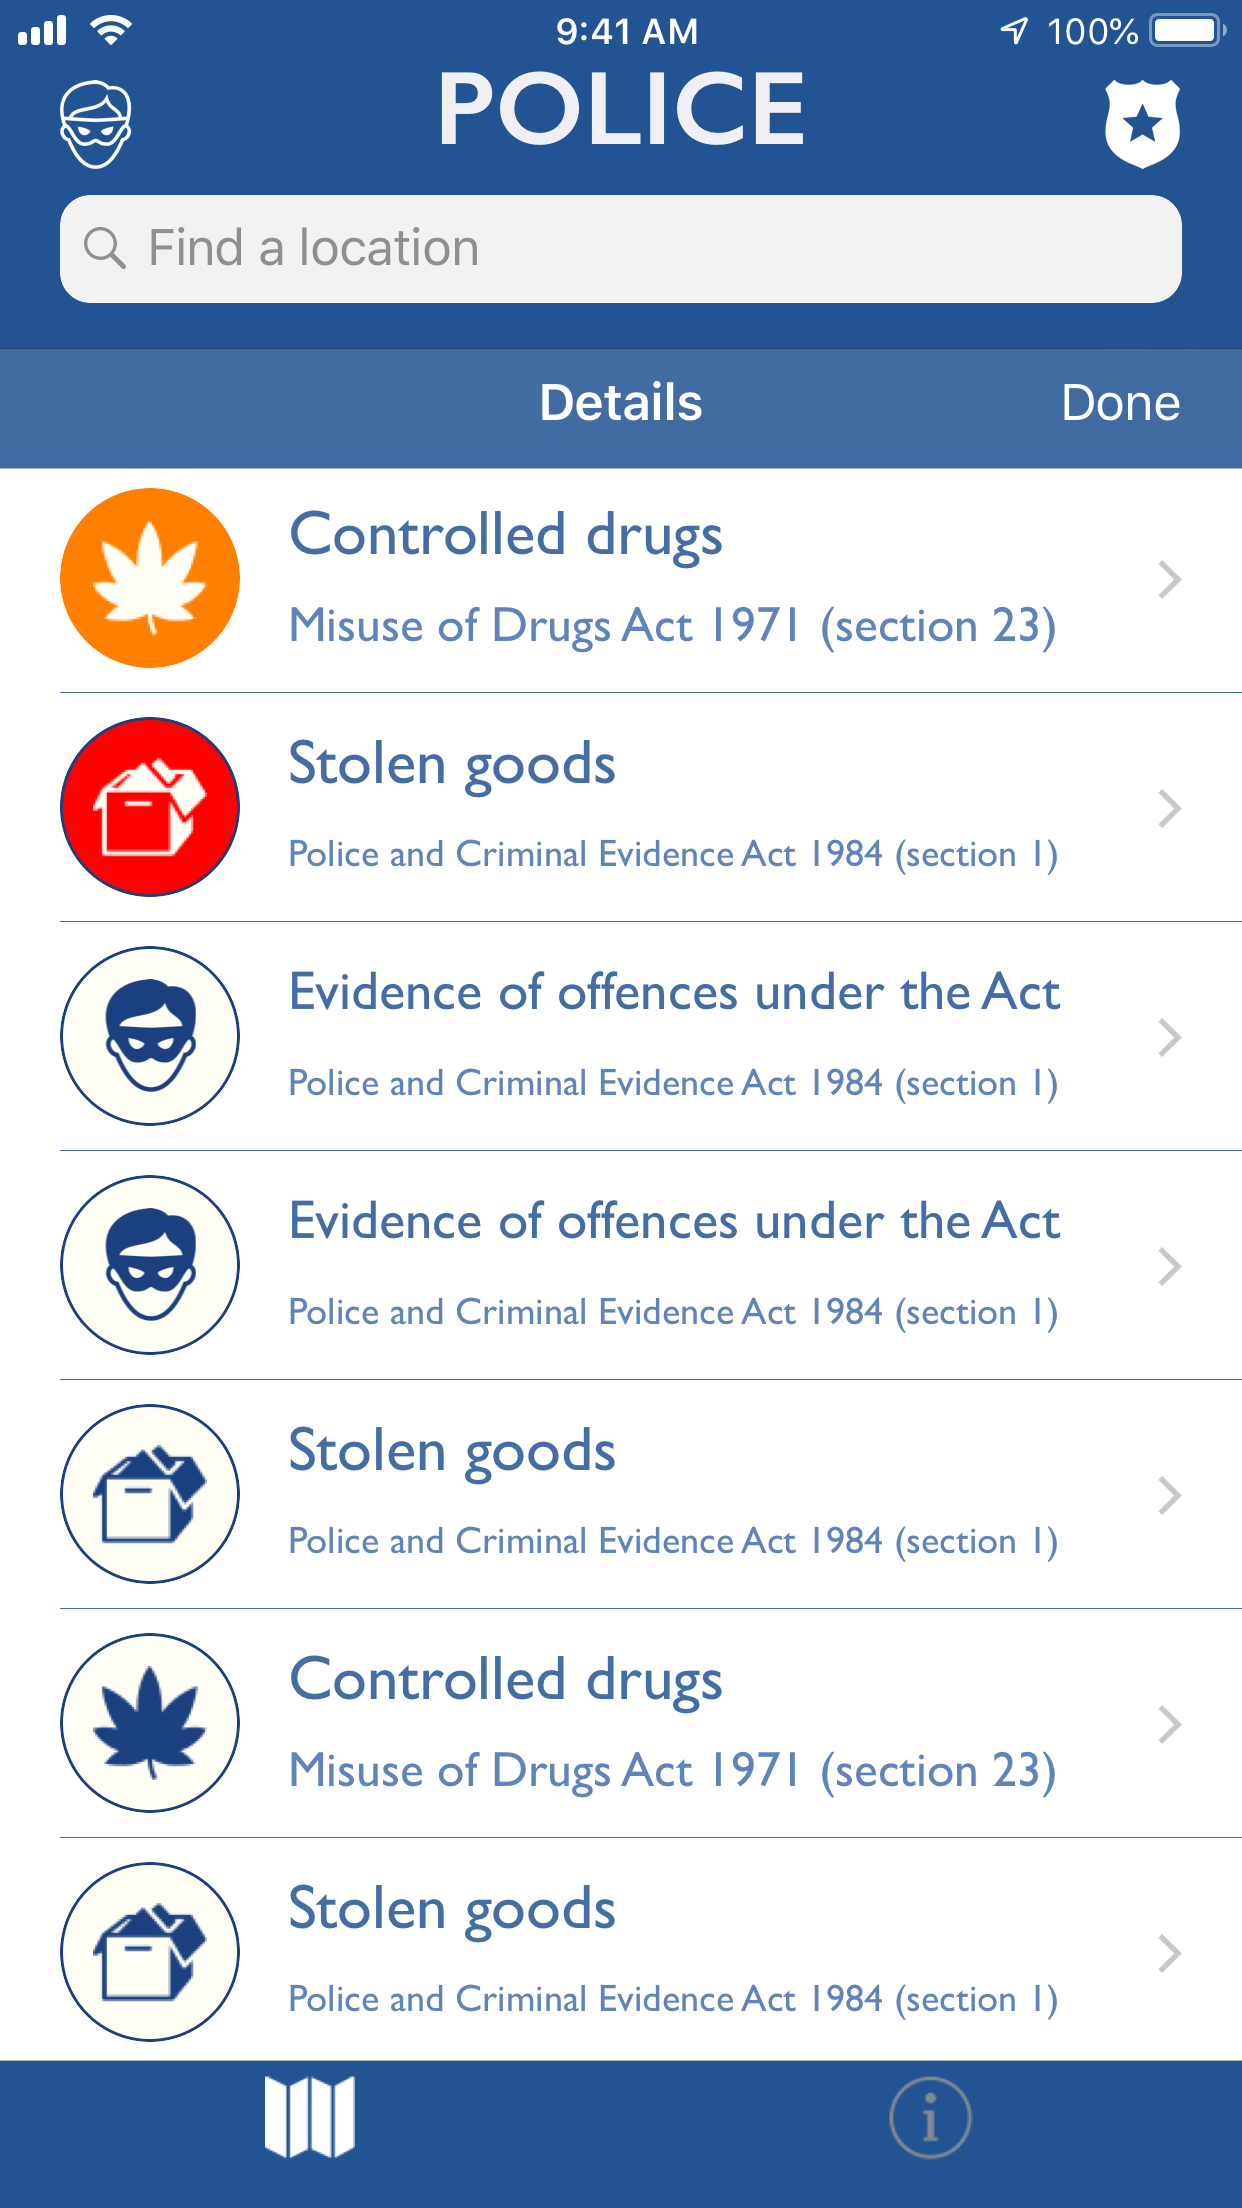 9:41 AM
100%
POLICE
Find a location
Details
Done
Controlled drugs
Misuse of Drugs Act 1971 (section 23)
Stolen goods
Police and Criminal Evidence Act 1984 (section 1)
Evidence of offences under the Act
Police and Criminal Evidence Act 1984 (section 1)
Evidence of offences under the Act
Police and Criminal Evidence Act 1984 (section 1)
Stolen goods
Police and Criminal Evidence Act 1984 (section 1)
Controlled drugs
Misuse of Drugs Act 1971 (section 23)
Stolen goods
Police and Criminal Evidence Act 1984 (section 1)